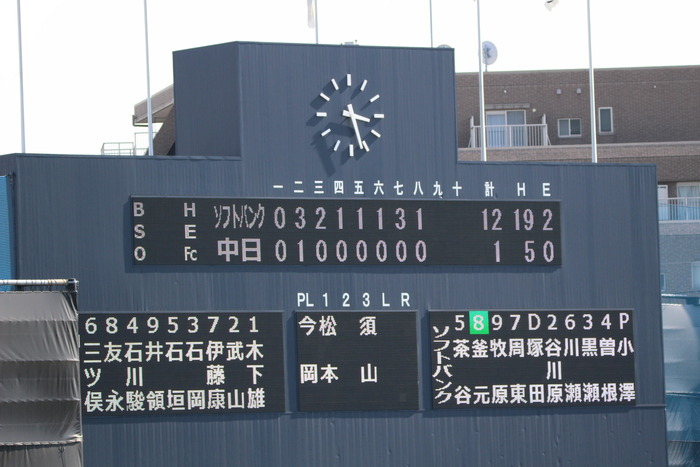 一二三四五六七八九十 計 H E
B H ソフトバンク 0 3 2 1 1 1 3 1 12 19 2
S E
O Fc 中日 0 1 0 0 0 0 0 0 1 5 0
PL 1 2 3 L R
6 8 4 9 5 3 7 2 1
三友石井石石伊武木
ツ川藤下
俣永駿領垣岡康山雄
今松須
岡本山
ソフトバンク
5 8 9 7 D 2 6 3 4 P
茶釜牧周塚谷川黒曽小
川
谷元原東田原瀬瀬根澤